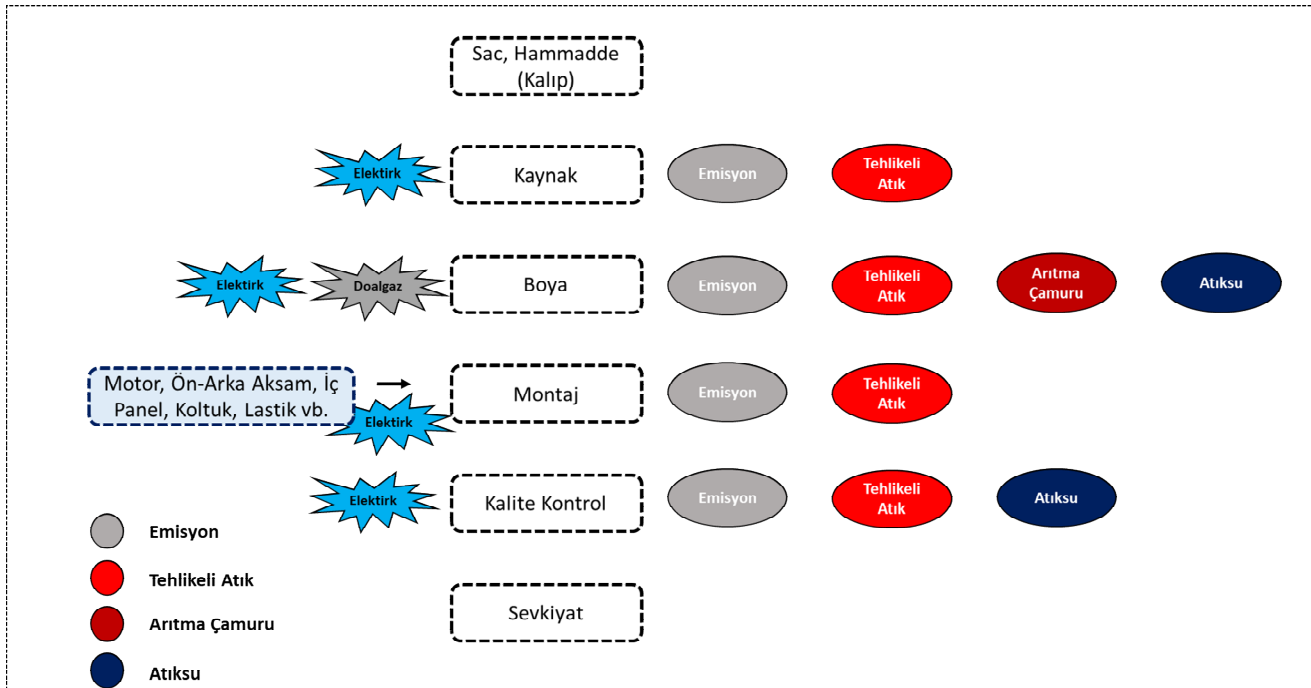 Sac, Hammadde
(Kalıp)
Elektirk
Kaynak
Emisyon
Tehlikeli
Atık
Elektirk
Doalgaz
Boya
Emisyon
Tehlikeli
Atık
Arıtma
Çamuru
Atıksu
Motor, Ön-Arka Aksam, İç
Panel, Koltuk, Lastik vb.
Elektirk
Montaj
Emisyon
Tehlikeli
Atık
Elektirk
Kalite Kontrol
Emisyon
Tehlikeli
Atık
Atıksu
Sevkiyat
Emisyon
Tehlikeli Atık
Arıtma Çamuru
Atıksu